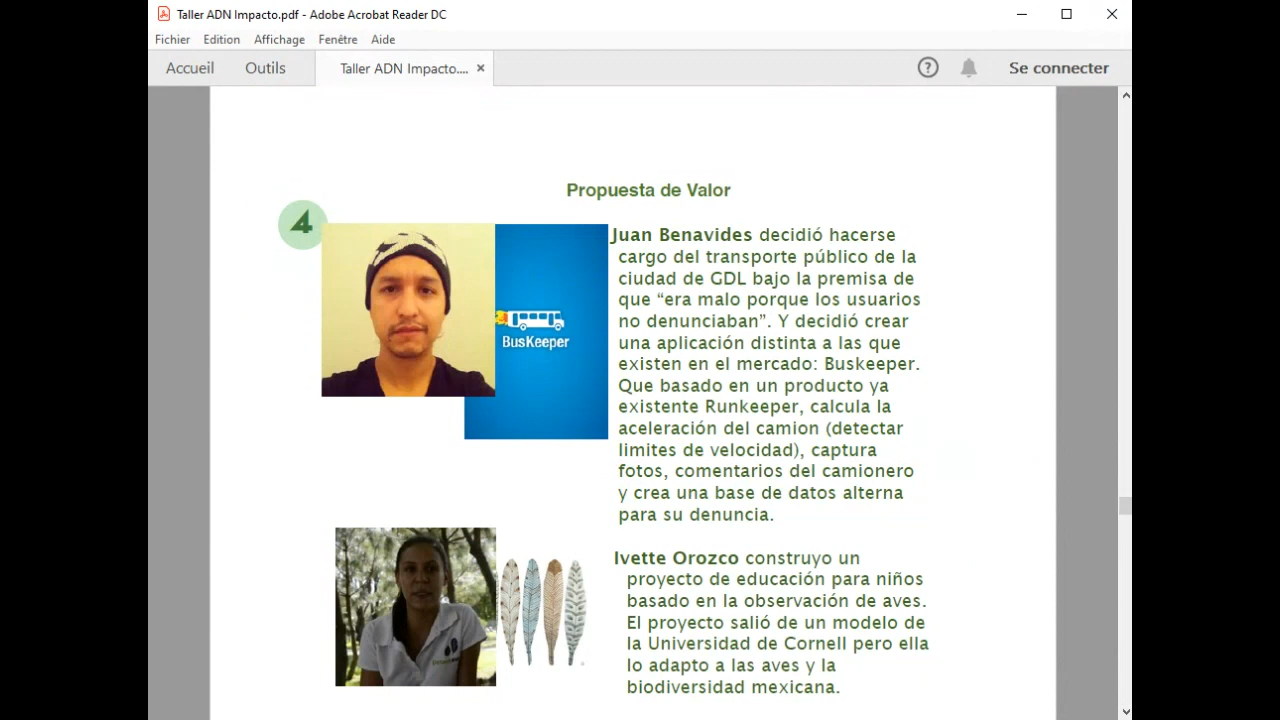 Taller ADN Impacto.pdf - Adobe Acrobat Reader DC
Fichier Edition Affichage Fenêtre Aide
Accueil Outils Taller ADN Impacto.... × ? Se connecter
Propuesta de Valor
4
BusKeeper
Juan Benavides decidió hacerse
cargo del transporte público de la
ciudad de GDL bajo la premisa de
que “era malo porque los usuarios
no denunciaban”. Y decidió crear
una aplicación distinta a las que
existen en el mercado: Buskeeper.
Que basado en un producto ya
existente Runkeeper, calcula la
aceleración del camion (detectar
limites de velocidad), captura
fotos, comentarios del camionero
y crea una base de datos alterna
para su denuncia.
Ivette Orozco construyo un
proyecto de educación para niños
basado en la observación de aves.
El proyecto salió de un modelo de
la Universidad de Cornell pero ella
lo adapto a las aves y la
biodiversidad mexicana.